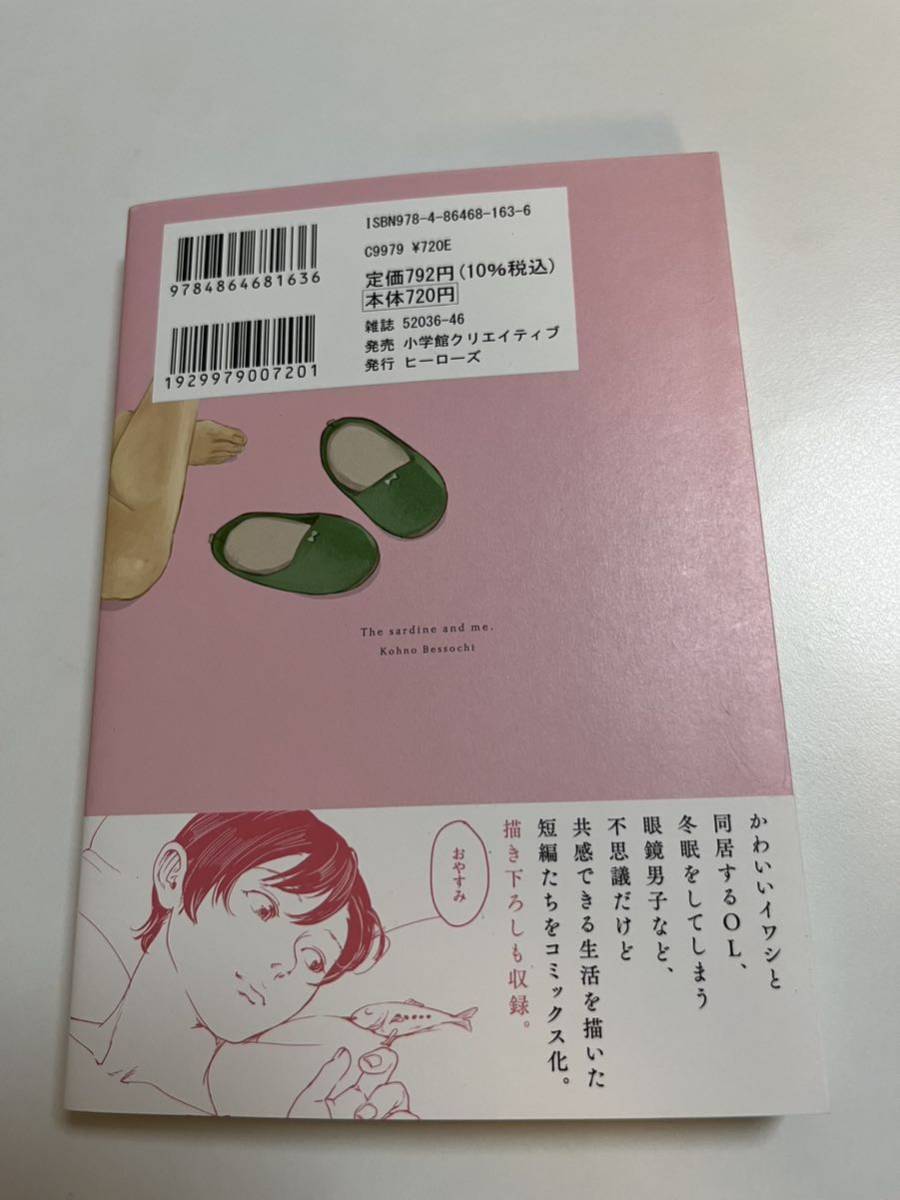 ISBN978-4-86468-163-6
C9979 ¥720E
定価792円(10%税込)
本体720円
雑誌 52036-46
発売 小学館クリエイティブ
発行 ヒーローズ
9784864681636
1929979007201
The sardine and me.
Kohno Bessochi
おやすみ
かわいいイワシと
同居するOL、
冬眠をしてしまう
眼鏡男子など、
不思議だけど
共感できる生活を描いた
短編たちをコミックス化。
描き下ろしも収録。